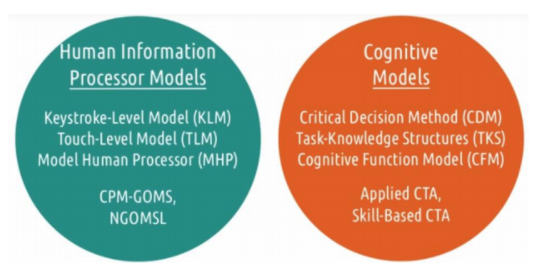 Human Information
Processor Models
Keystroke-Level Model (KLM)
Touch-Level Model (TLM)
Model Human Processor (MHP)
CPM-GOMS,
NGOMSL
Cognitive
Models
Critical Decision Method (CDM)
Task-Knowledge Structures (TKS)
Cognitive Function Model (CFM)
Applied CTA,
Skill-Based CTA